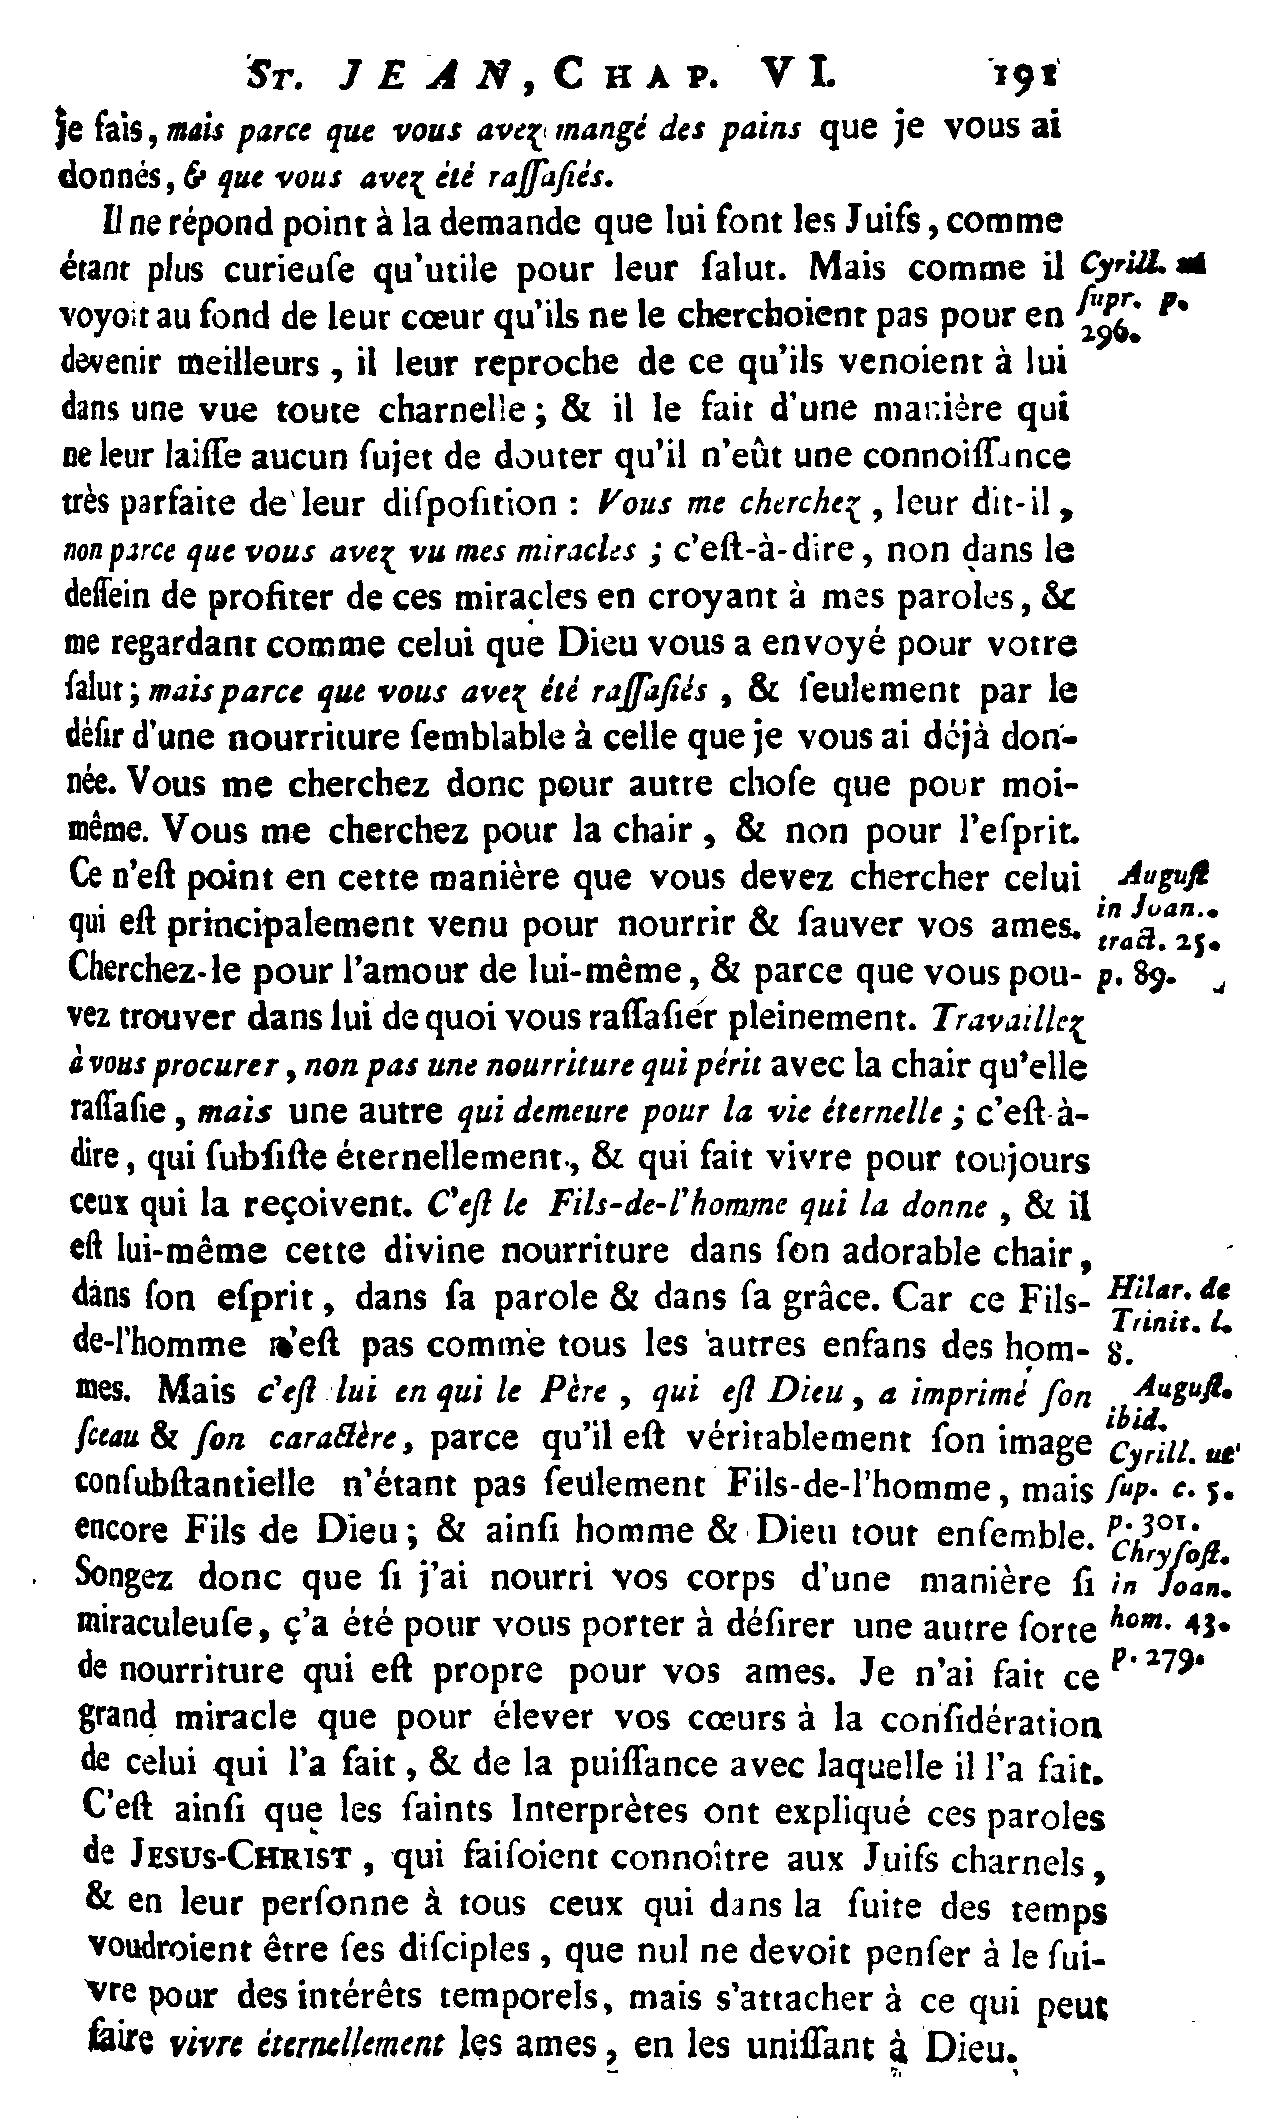 ST. JEAN, CHAP. VI. 191
je fais, mais parce que vous avez mangé des pains que je vous ai
donnés, & que vous avez été raſſaſiés.
Il ne répond point à la demande que lui font les Juifs, comme
étant plus curieuſe qu'utile pour leur ſalut. Mais comme il
voyoit au fond de leur cœur qu'ils ne le cherchoient pas pour en
devenir meilleurs, il leur reproche de ce qu'ils venoient à lui
dans une vue toute charnelle; & il le fait d'une manière qui
ne leur laiſſe aucun ſujet de douter qu'il n'eût une connoiſſance
très parfaite de leur diſpoſition : Vous me cherchez, leur dit-il,
non parce que vous avez vu mes miracles; c'eſt-à-dire, non dans le
deſſein de profiter de ces miracles en croyant à mes paroles, &
me regardant comme celui que Dieu vous a envoyé pour votre
ſalut; mais parce que vous avez été raſſaſiés, & ſeulement par le
déſir d'une nourriture ſemblable à celle que je vous ai déjà don-
née. Vous me cherchez donc pour autre choſe que pour moi-
même. Vous me cherchez pour la chair, & non pour l'eſprit.
Ce n'eſt point en cette manière que vous devez chercher celui
qui eſt principalement venu pour nourrir & ſauver vos ames.
Cherchez-le pour l'amour de lui-même, & parce que vous pou-
vez trouver dans lui de quoi vous raſſaſiér pleinement. Travaillez
à vous procurer, non pas une nourriture qui périt avec la chair qu'elle
raſſaſie, mais une autre qui demeure pour la vie éternelle; c'eſt-à-
dire, qui ſubſiſte éternellement, & qui fait vivre pour toujours
ceux qui la reçoivent. C'eſt le Fils-de-l'homme qui la donne, & il
eſt lui-même cette divine nourriture dans ſon adorable chair,
dans ſon eſprit, dans ſa parole & dans ſa grâce. Car ce Fils-
de-l'homme n'eſt pas comme tous les autres enfans des hom-
mes. Mais c'eſt lui en qui le Père, qui eſt Dieu, a imprimé ſon
ſceau & ſon caractère, parce qu'il eſt véritablement ſon image
conſubſtantielle n'étant pas ſeulement Fils-de-l'homme, mais
encore Fils de Dieu; & ainſi homme & Dieu tout enſemble.
Songez donc que ſi j'ai nourri vos corps d'une manière ſi
miraculeuſe, ç'a été pour vous porter à déſirer une autre ſorte
de nourriture qui eſt propre pour vos ames. Je n'ai fait ce
grand miracle que pour élever vos cœurs à la conſidération
de celui qui l'a fait, & de la puiſſance avec laquelle il l'a fait.
C'eſt ainſi que les ſaints Interprètes ont expliqué ces paroles
de JESUS-CHRIST, qui faiſoient connoître aux Juifs charnels,
& en leur perſonne à tous ceux qui dans la ſuite des temps
voudroient être ſes diſciples, que nul ne devoit penſer à le ſui-
vre pour des intérêts temporels, mais s'attacher à ce qui peut
faire vivre éternellement les ames, en les uniſſant à Dieu.
Cyrill. ut
ſupr. p.
296.
Auguſt
in Joan.
tract. 25.
p. 89.
Hilar. de
Trinit. l.
8.
Auguſt.
ibid.
Cyrill. ut
ſup. c. 5.
p. 301.
Chryſoſt.
in Joan.
hom. 43.
p. 279.